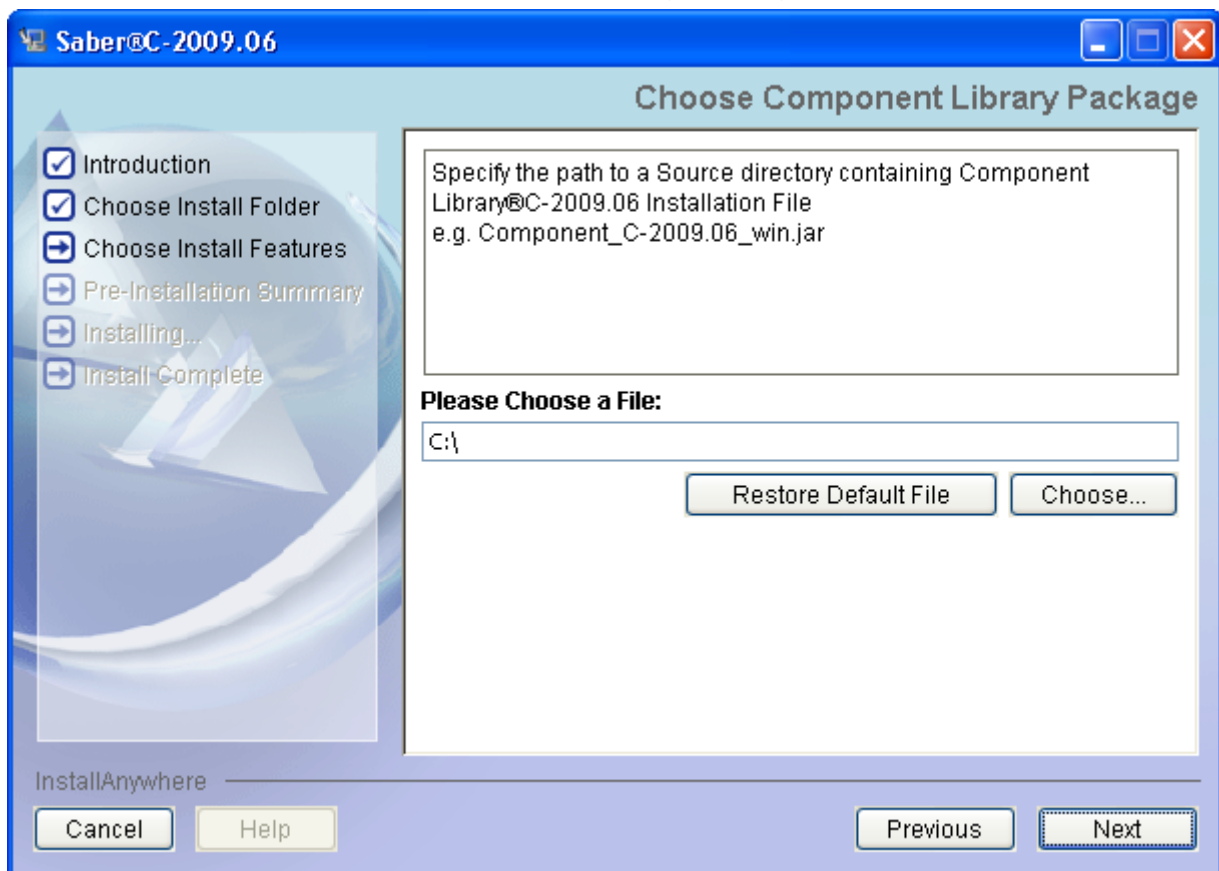 Saber®C-2009.06
Choose Component Library Package
Introduction
Choose Install Folder
Choose Install Features
Pre-Installation Summary
Installing...
Install Complete
Specify the path to a Source directory containing Component
Library®C-2009.06 Installation File
e.g. Component_C-2009.06_win.jar
Please Choose a File:
C:\
Restore Default File
Choose...
InstallAnywhere
Cancel
Help
Previous
Next